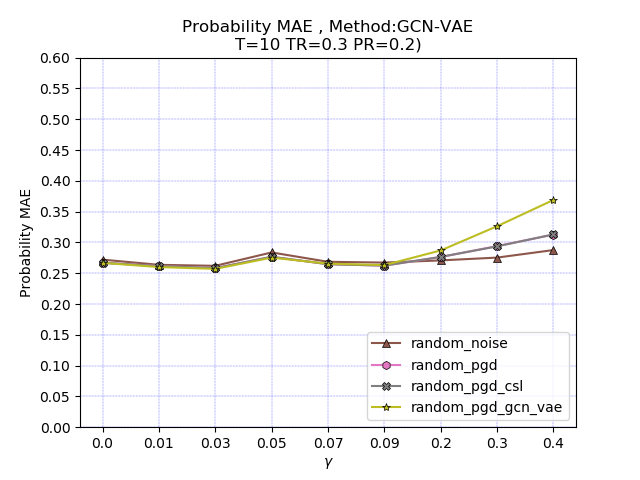 Probability MAE , Method:GCN-VAE
T=10 TR=0.3 PR=0.2)
0.60
0.55
0.50
0.45
0.40
0.35
0.30
0.25
0.20
0.15
0.10
0.05
0.00
Probability MAE
random_noise
random_pgd
random_pgd_csl
random_pgd_gcn_vae
0.0 0.01 0.03 0.05 0.07 0.09 0.2 0.3 0.4
γ